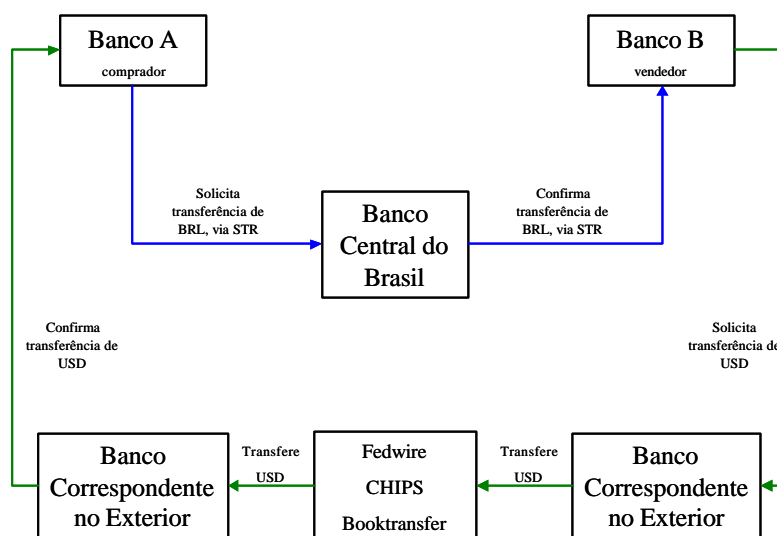 Banco A
comprador
Banco B
vendedor
Solicita
transferência de
BRL, via STR
Banco
Central do
Brasil
Confirma
transferência de
BRL, via STR
Confirma
transferência de
USD
Solicita
transferência de
USD
Banco
Correspondente
no Exterior
Transfere
USD
Fedwire
CHIPS
Booktransfer
Transfere
USD
Banco
Correspondente
no Exterior